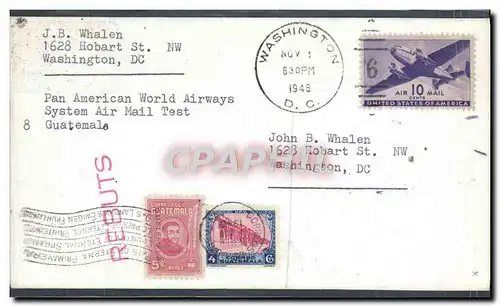 J.B. Whalen
1628 Hobart St. NW
Washington, DC
WASHINGTON
NOV 1
630PM
1946
D. C.
6
AIR 10 MAIL
CENTS
UNITED STATES OF AMERICA
Pan American World Airways
System Air Mail Test
8 Guatemala
John B. Whalen
1628 Hobart St. NW
Washington, DC
CPAPHIL
REBUTS
GUATEMALA
5
4 6